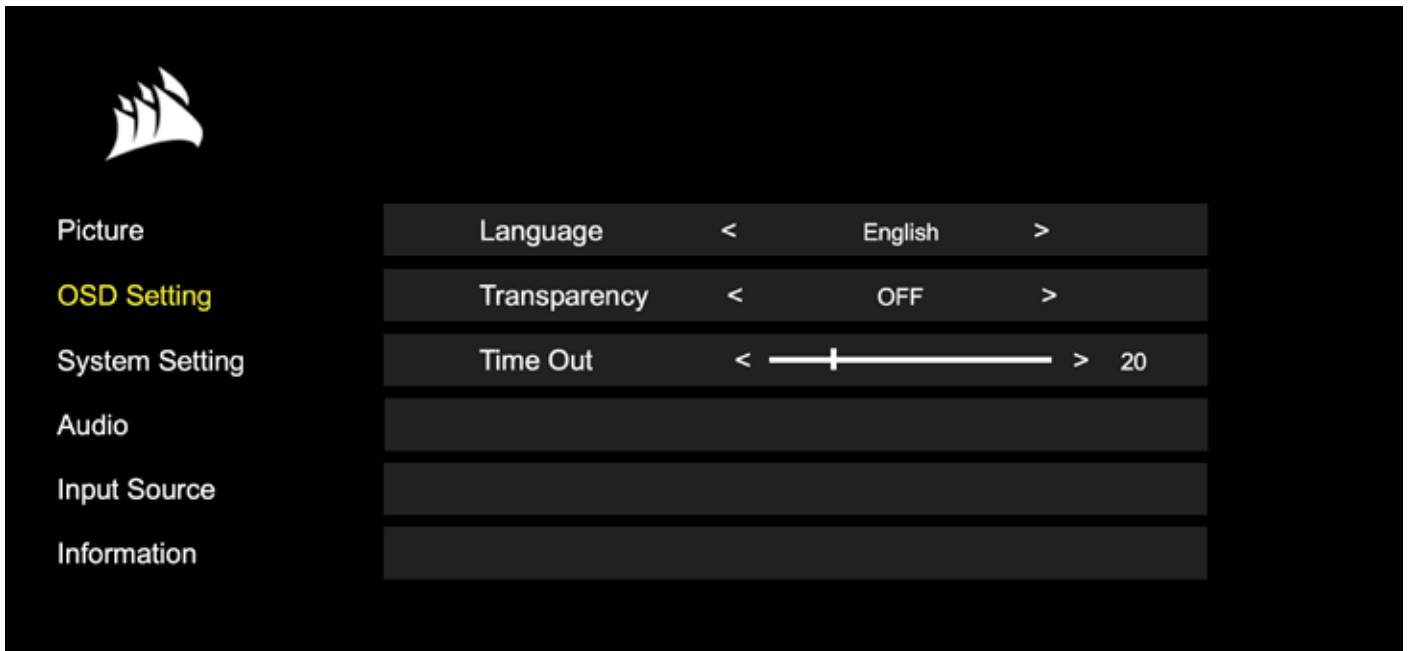 Picture
Language < English >
OSD Setting
Transparency < OFF >
System Setting
Time Out < > 20
Audio
Input Source
Information